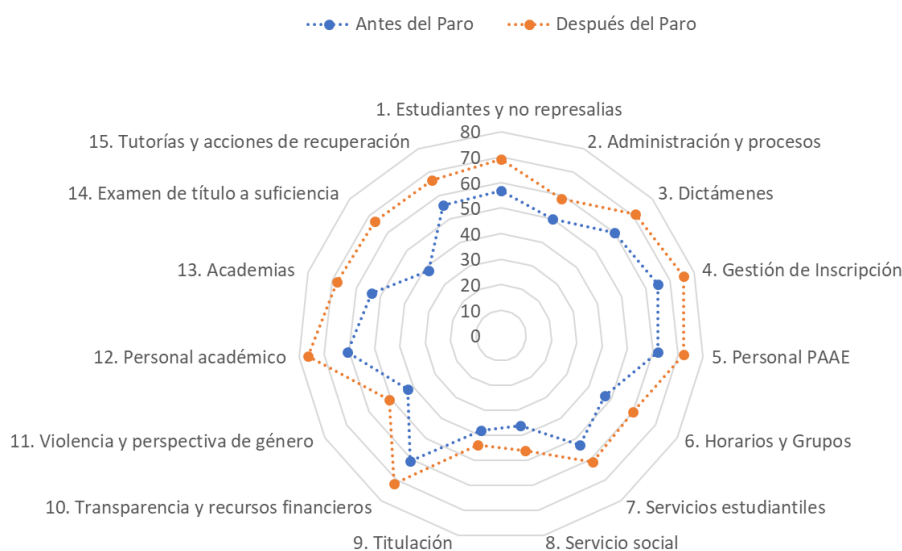 Antes del Paro
Después del Paro
1. Estudiantes y no represalias
80
15. Tutorías y acciones de recuperación
2. Administración y procesos
70
60
14. Examen de título a suficiencia
3. Dictámenes
50
40
13. Academias
30
4. Gestión de Inscripción
20
10
0
12. Personal académico
5. Personal PAAE
11. Violencia y perspectiva de género
6. Horarios y Grupos
10. Transparencia y recursos financieros
7. Servicios estudiantiles
9. Titulación
8. Servicio social